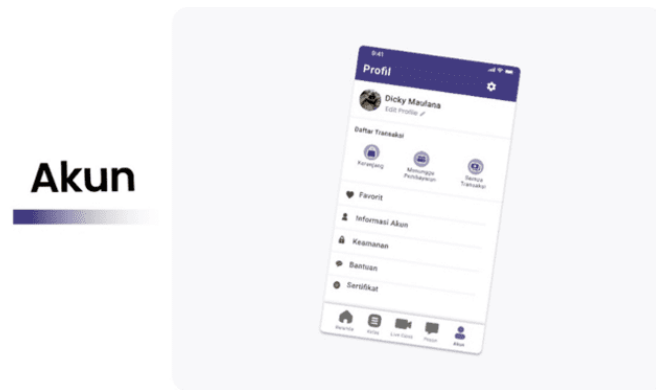 Akun
9:41
Profil
Dicky Maulana
Edit Profile
Daftar Transaksi
Keranjang
Menunggu
Pembayaran
Semua
Transaksi
Favorit
Informasi Akun
Keamanan
Bantuan
Sertifikat
Beranda
Kelas
Live Class
Akun